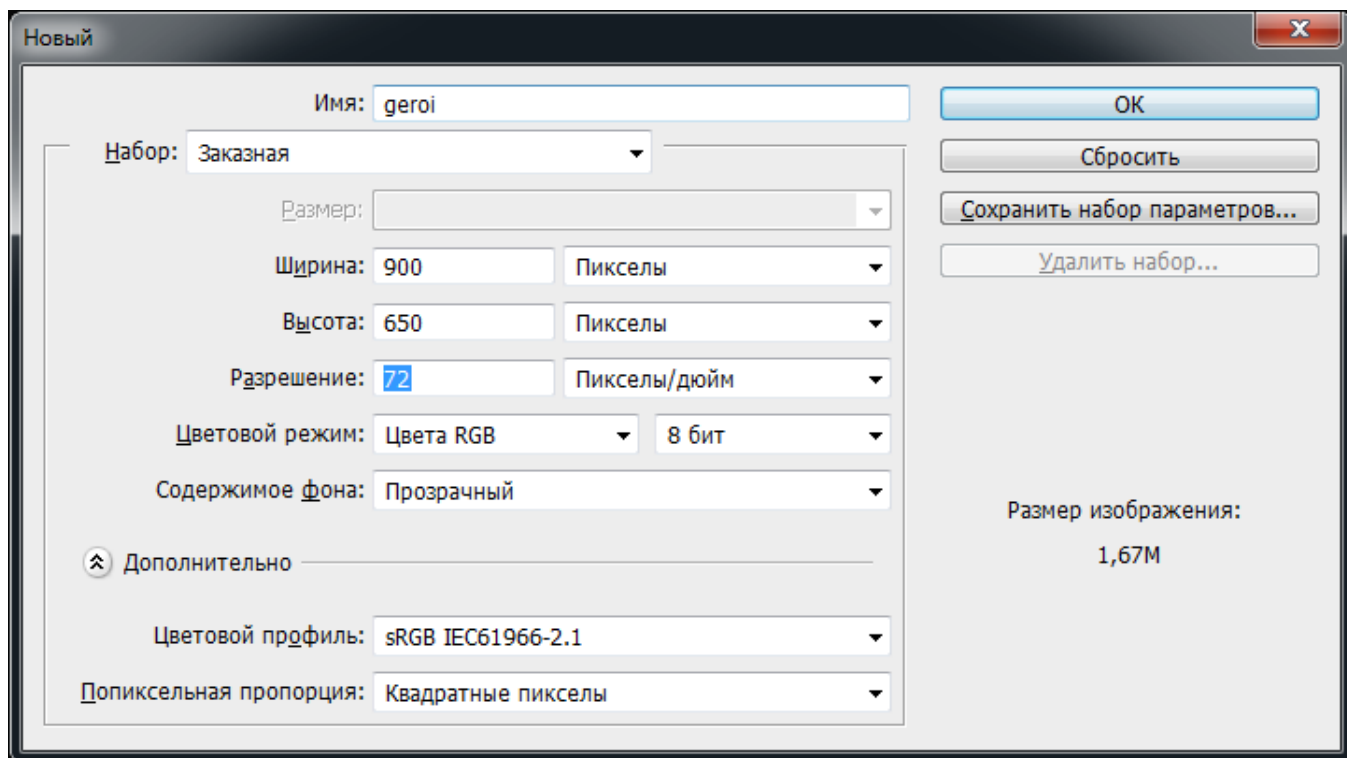 Новый
Имя: geroi
OK
Набор: Заказная
Сбросить
Размер:
Сохранить набор параметров...
Ширина: 900 Пикселы
Удалить набор...
Высота: 650 Пикселы
Разрешение: 72 Пикселы/дюйм
Цветовой режим: Цвета RGB 8 бит
Содержимое фона: Прозрачный
Размер изображения:
1,67M
Дополнительно
Цветовой профиль: sRGB IEC61966-2.1
Попиксельная пропорция: Квадратные пикселы